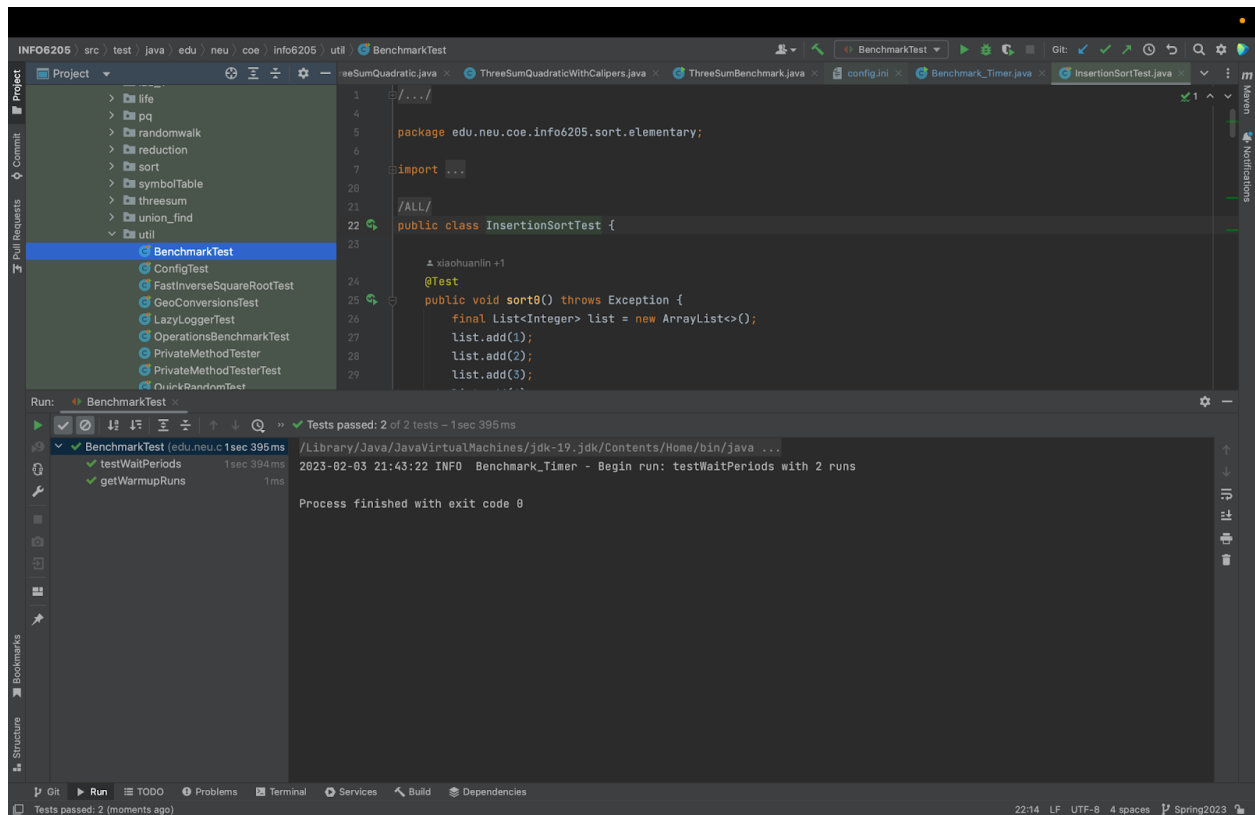 INFO6205 〉 src 〉 test 〉 java 〉 edu 〉 neu 〉 coe 〉 info6205 〉 util 〉 BenchmarkTest
BenchmarkTest
Git:
Project
reeSumQuadratic.java
ThreeSumQuadraticWithCalipers.java
ThreeSumBenchmark.java
config.ini
Benchmark_Timer.java
InsertionSortTest.java
Project
Commit
Pull Requests
Bookmarks
Structure
m
Maven
Notifications
life
pq
randomwalk
reduction
sort
symbolTable
threesum
union_find
util
BenchmarkTest
ConfigTest
FastInverseSquareRootTest
GeoConversionsTest
LazyLoggerTest
OperationsBenchmarkTest
PrivateMethodTester
PrivateMethodTesterTest
QuickRandomTest
1 /.../
1
4
5 package edu.neu.coe.info6205.sort.elementary;
6
7 import ...
20
21 /ALL/
22 public class InsertionSortTest {
23
xiaohuanlin +1
24 @Test
25 public void sort0() throws Exception {
26 final List<Integer> list = new ArrayList<>();
27 list.add(1);
28 list.add(2);
29 list.add(3);
Run: BenchmarkTest
Tests passed: 2 of 2 tests – 1 sec 395 ms
BenchmarkTest (edu.neu.c 1 sec 395 ms
testWaitPeriods 1 sec 394 ms
getWarmupRuns 1 ms
/Library/Java/JavaVirtualMachines/jdk-19.jdk/Contents/Home/bin/java ...
2023-02-03 21:43:22 INFO Benchmark_Timer - Begin run: testWaitPeriods with 2 runs
Process finished with exit code 0
Git Run TODO Problems Terminal Services Build Dependencies
Tests passed: 2 (moments ago)
22:14 LF UTF-8 4 spaces Spring2023